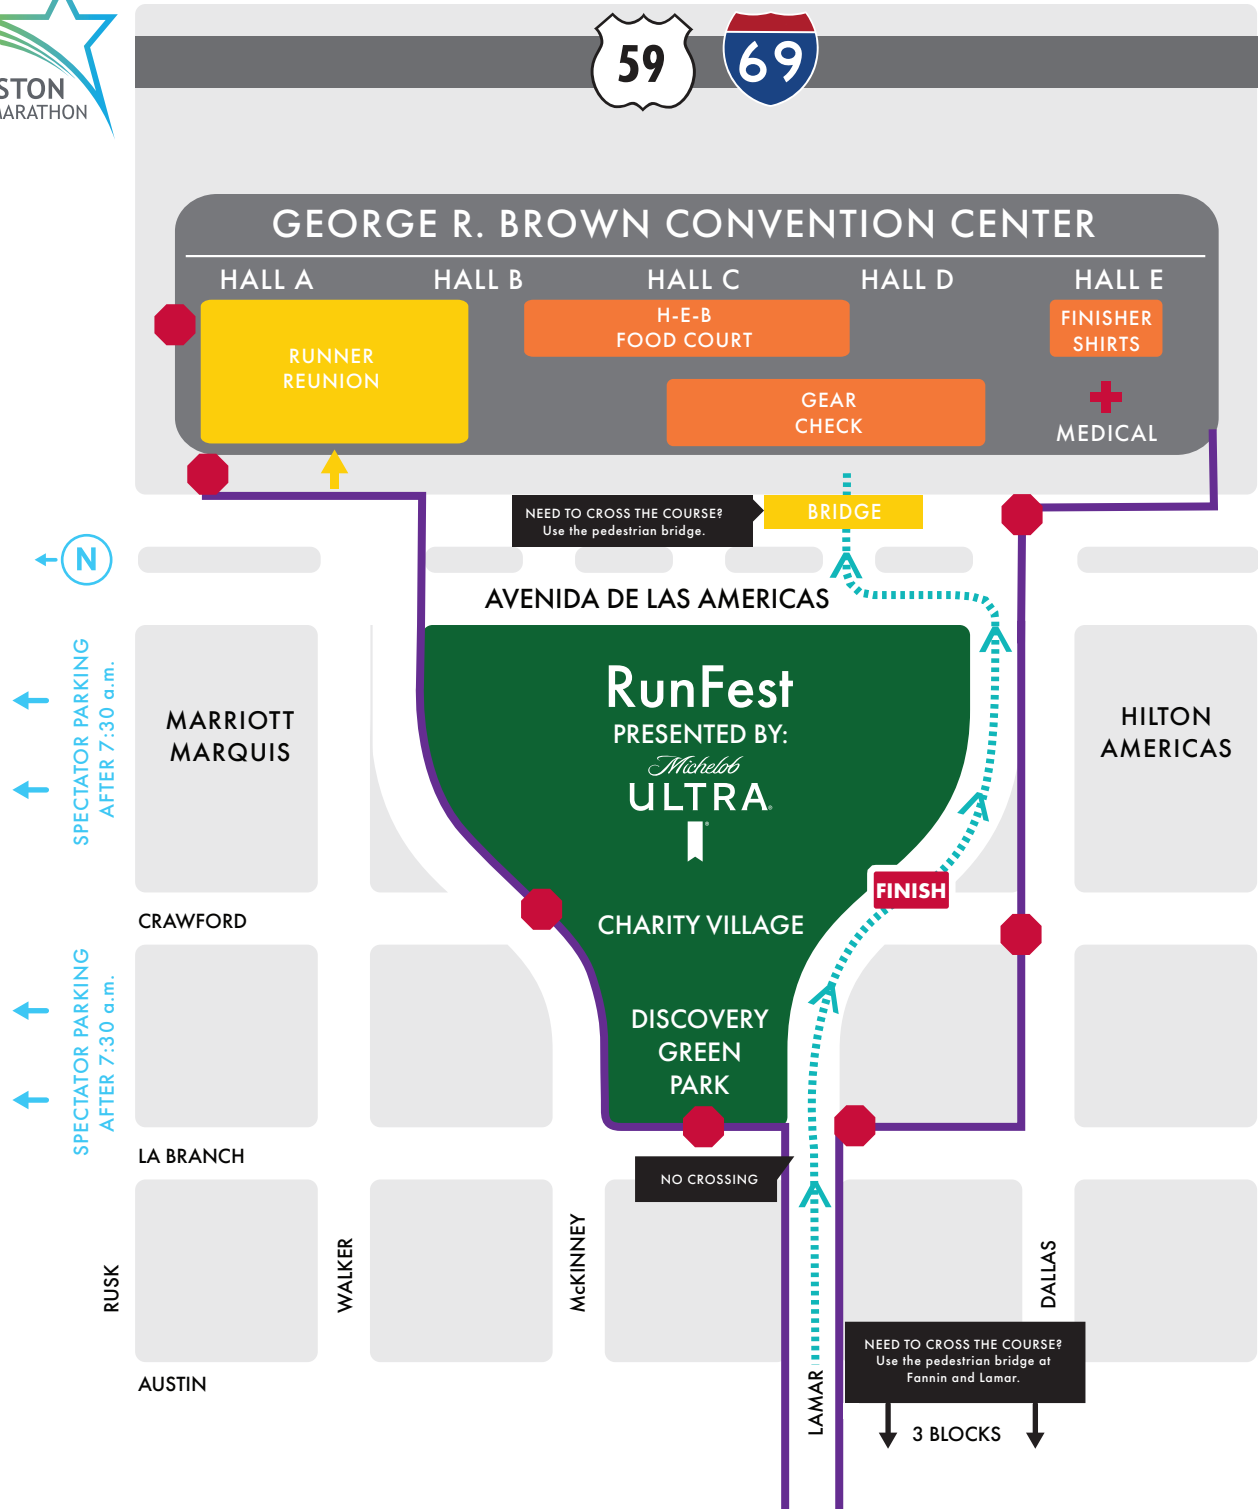 STON
MARATHON
59
69
GEORGE R. BROWN CONVENTION CENTER
HALL A
HALL B
HALL C
HALL D
HALL E
RUNNER
REUNION
H-E-B
FOOD COURT
FINISHER
SHIRTS
GEAR
CHECK
MEDICAL
NEED TO CROSS THE COURSE?
Use the pedestrian bridge.
BRIDGE
N
AVENIDA DE LAS AMERICAS
SPECTATOR PARKING
AFTER 7:30 a.m.
MARRIOTT
MARQUIS
RunFest
PRESENTED BY:
Michelob
ULTRA
HILTON
AMERICAS
FINISH
CRAWFORD
CHARITY VILLAGE
SPECTATOR PARKING
AFTER 7:30 a.m.
DISCOVERY
GREEN
PARK
LA BRANCH
NO CROSSING
RUSK
WALKER
McKINNEY
LAMAR
DALLAS
NEED TO CROSS THE COURSE?
Use the pedestrian bridge at
Fannin and Lamar.
AUSTIN
3 BLOCKS